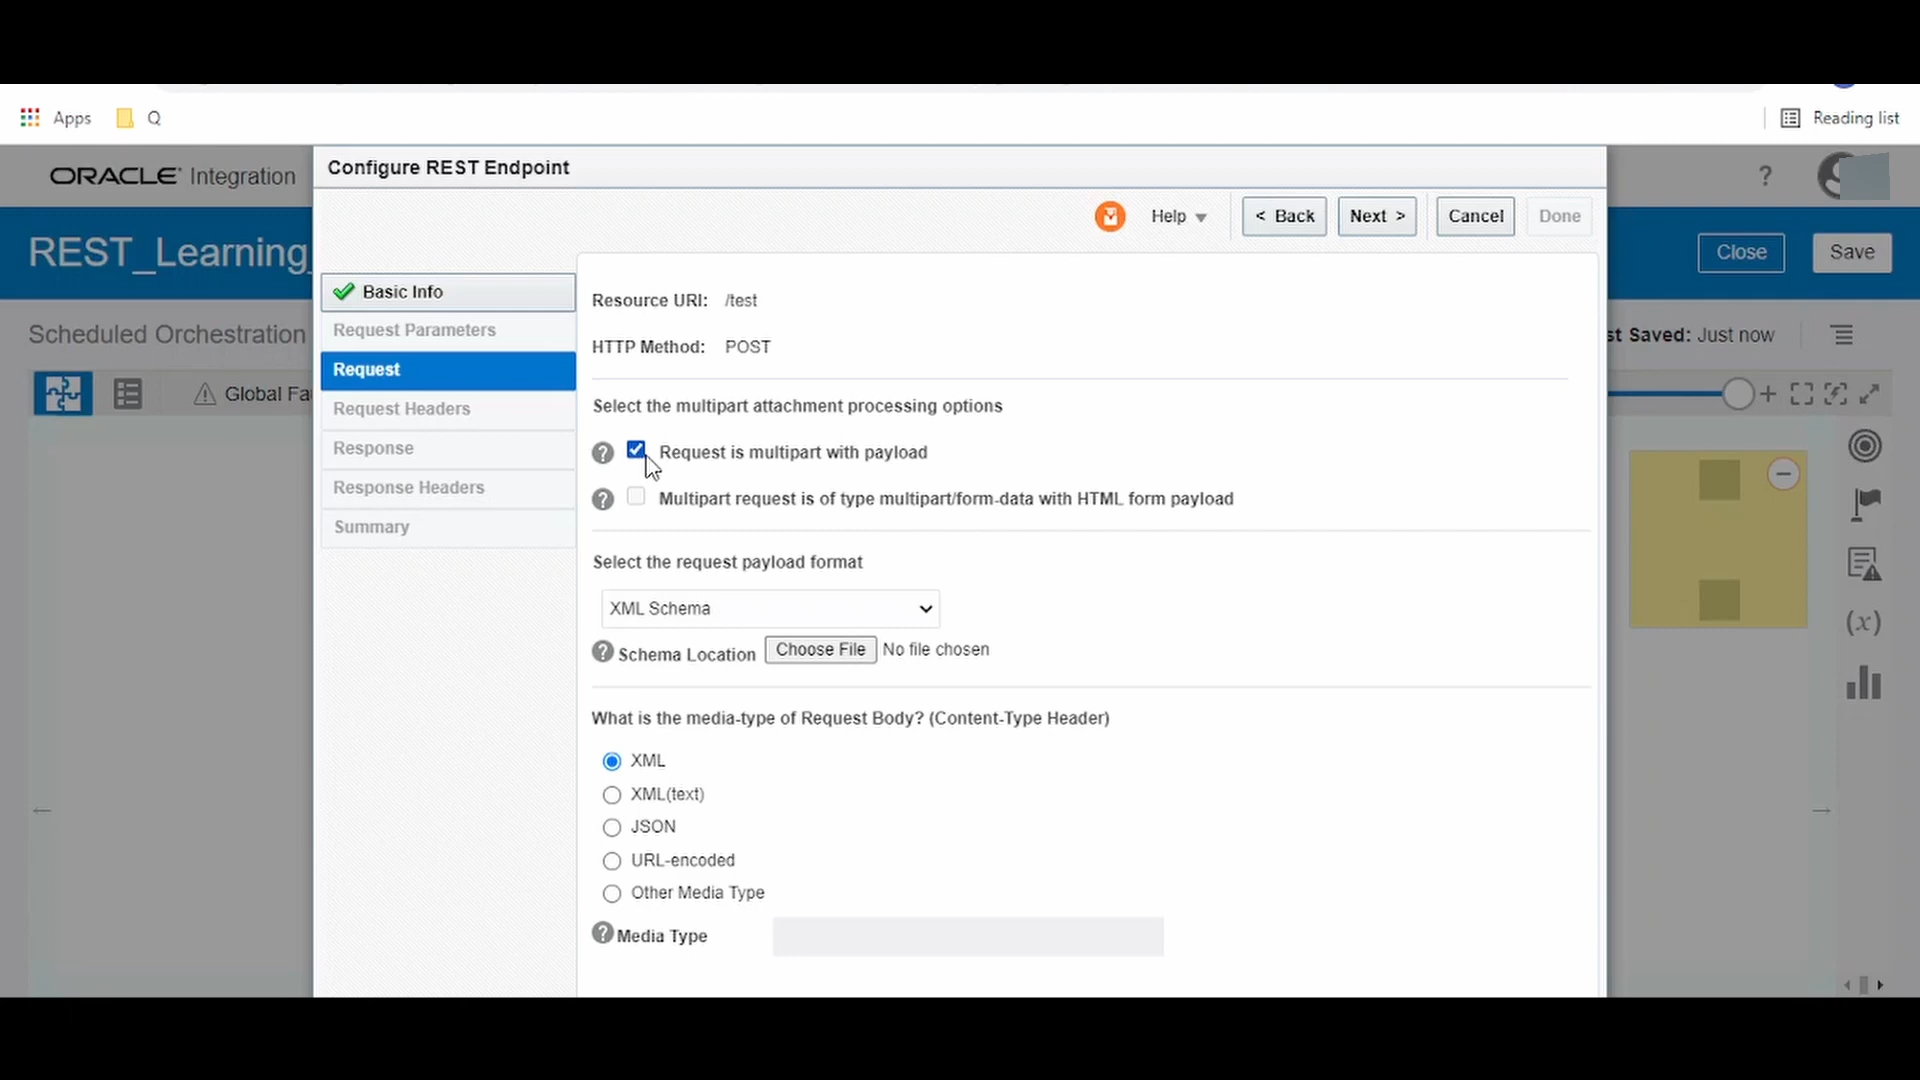 Apps
Q
Reading list
ORACLE Integration
Configure REST Endpoint
?
Help
< Back
Next >
Cancel
Done
REST_Learning_
Close
Save
Basic Info
Request Parameters
Request
Request Headers
Response
Response Headers
Summary
Resource URI: /test
HTTP Method: POST
Scheduled Orchestration
st Saved: Just now
Global Fa
Select the multipart attachment processing options
? Request is multipart with payload
? Multipart request is of type multipart/form-data with HTML form payload
Select the request payload format
XML Schema
? Schema Location Choose File No file chosen
(x)
What is the media-type of Request Body? (Content-Type Header)
XML
XML(text)
JSON
URL-encoded
Other Media Type
? Media Type